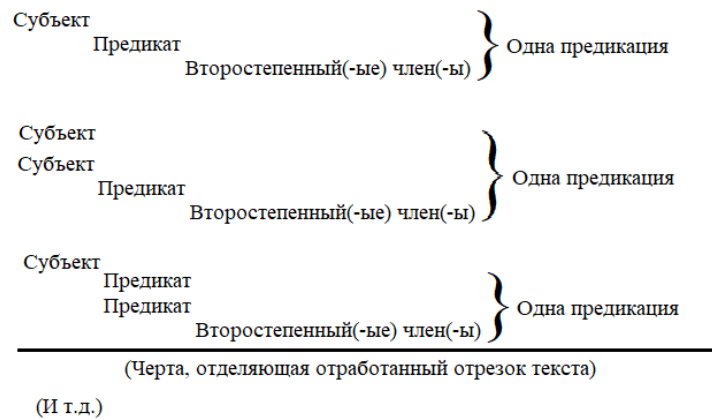 Субъект
Предикат
Второстепенный(-ые) член(-ы)
Одна предикация
Субъект
Субъект
Предикат
Второстепенный(-ые) член(-ы)
Одна предикация
Субъект
Предикат
Предикат
Второстепенный(-ые) член(-ы)
Одна предикация
(Черта, отделяющая отработанный отрезок текста)
(И т.д.)